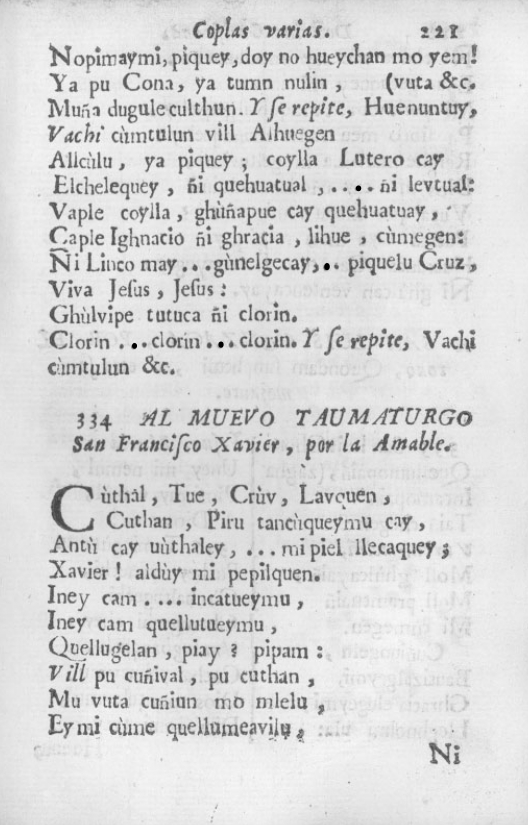 Coplas varias. 221
Nopimaymi, piquey, doy no hueychan mo yem!
Ya pu Cona, ya tumn nulin, (vuta &c.
Muña dugule culthun. Y se repite, Huenuntuy,
Vachi cùmtulun vill Alhuegen
Allcùlu, ya piquey; coylla Lutero cay
Elchelequey, ñi quehuatual, .... ñi levtual:
Vaple coylla, ghùñapue cay quehuatuay,
Caple Ighnacio ñi ghracia, lihue, cùmegen:
Ñi Linco may ... gùnelgecay, .. piquelu Cruz,
Viva Jesus, Jesus:
Ghùlvipe tutuca ñi clorin.
Clorin ... clorin ... clorin. Y se repite, Vachi
cùmtulun &c.
334 AL MUEVO TAUMATURGO
San Francisco Xavier, por la Amable.
Cùthal, Tue, Crùv, Lavquen,
Cuthan, Piru tancùqueymu cay,
Antù cay uùthaley, ... mi piel llecaquey;
Xavier! aldùy mi pepilquen.
Iney cam .... incatueymu,
Iney cam quellutueymu,
Quellugelan, piay ? pipam:
Vill pu cuñival, pu cuthan,
Mu vuta cuñiun mo mlelu,
Eymi cùme quellumeavilu,
Ni